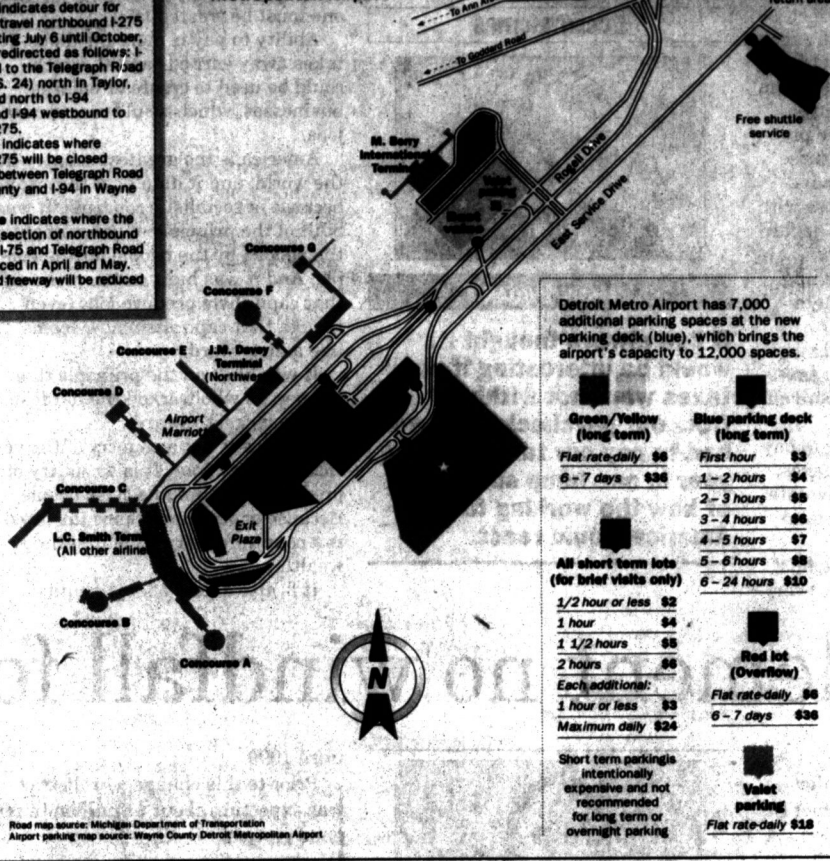 indicates detour for
travel northbound I-275
ting July 6 until October,
redirected as follows: I-
to the Telegraph Road
S. 24) north in Taylor,
d north to I-94
d I-94 westbound to
275.
indicates where
275 will be closed
between Telegraph Road
nty and I-94 in Wayne
indicates where the
section of northbound
I-75 and Telegraph Road
ced in April and May.
d freeway will be reduced
To Ann Ar
To Goddard Road
return area
Free shuttle
service
M. Berry
International
Terminal
Rogell Drive
East Service Drive
Concourse G
Concourse F
J.M. Davey
Terminal
(Northwe
Concourse E
Concourse D
Airport
Marriott
Concourse C
L.C. Smith Term
(All other airline
Exit
Plaza
Concourse B
Concourse A
N
Detroit Metro Airport has 7,000
additional parking spaces at the new
parking deck (blue), which brings the
airport's capacity to 12,000 spaces.
Green/Yellow
(long term)
Flat rate-daily $6
6 – 7 days $36
Blue parking deck
(long term)
First hour $3
1 – 2 hours $4
2 – 3 hours $5
3 – 4 hours $6
4 – 5 hours $7
5 – 6 hours $8
6 – 24 hours $10
All short term lots
(for brief visits only)
1/2 hour or less $2
1 hour $4
1 1/2 hours $5
2 hours $6
Each additional:
1 hour or less $3
Maximum daily $24
Short term parkingis
intentionally
expensive and not
recommended
for long term or
overnight parking
Red lot
(Overflow)
Flat rate-daily $6
6 – 7 days $36
Valet
parking
Flat rate-daily $18
Road map source: Michigan Department of Transportation
Airport parking map source: Wayne County Detroit Metropolitan Airport